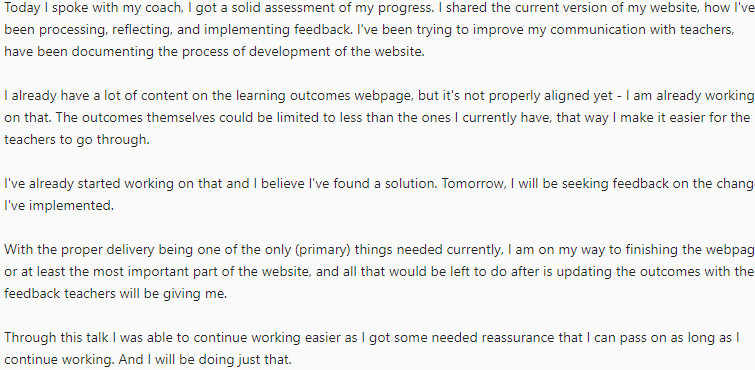 Today I spoke with my coach, I got a solid assessment of my progress. I shared the current version of my website, how I've
been processing, reflecting, and implementing feedback. I've been trying to improve my communication with teachers,
have been documenting the process of development of the website.
I already have a lot of content on the learning outcomes webpage, but it's not properly aligned yet - I am already working
on that. The outcomes themselves could be limited to less than the ones I currently have, that way I make it easier for the
teachers to go through.
I've already started working on that and I believe I've found a solution. Tomorrow, I will be seeking feedback on the chang
I've implemented.
With the proper delivery being one of the only (primary) things needed currently, I am on my way to finishing the webpag
or at least the most important part of the website, and all that would be left to do after is updating the outcomes with the
feedback teachers will be giving me.
Through this talk I was able to continue working easier as I got some needed reassurance that I can pass on as long as I
continue working. And I will be doing just that.